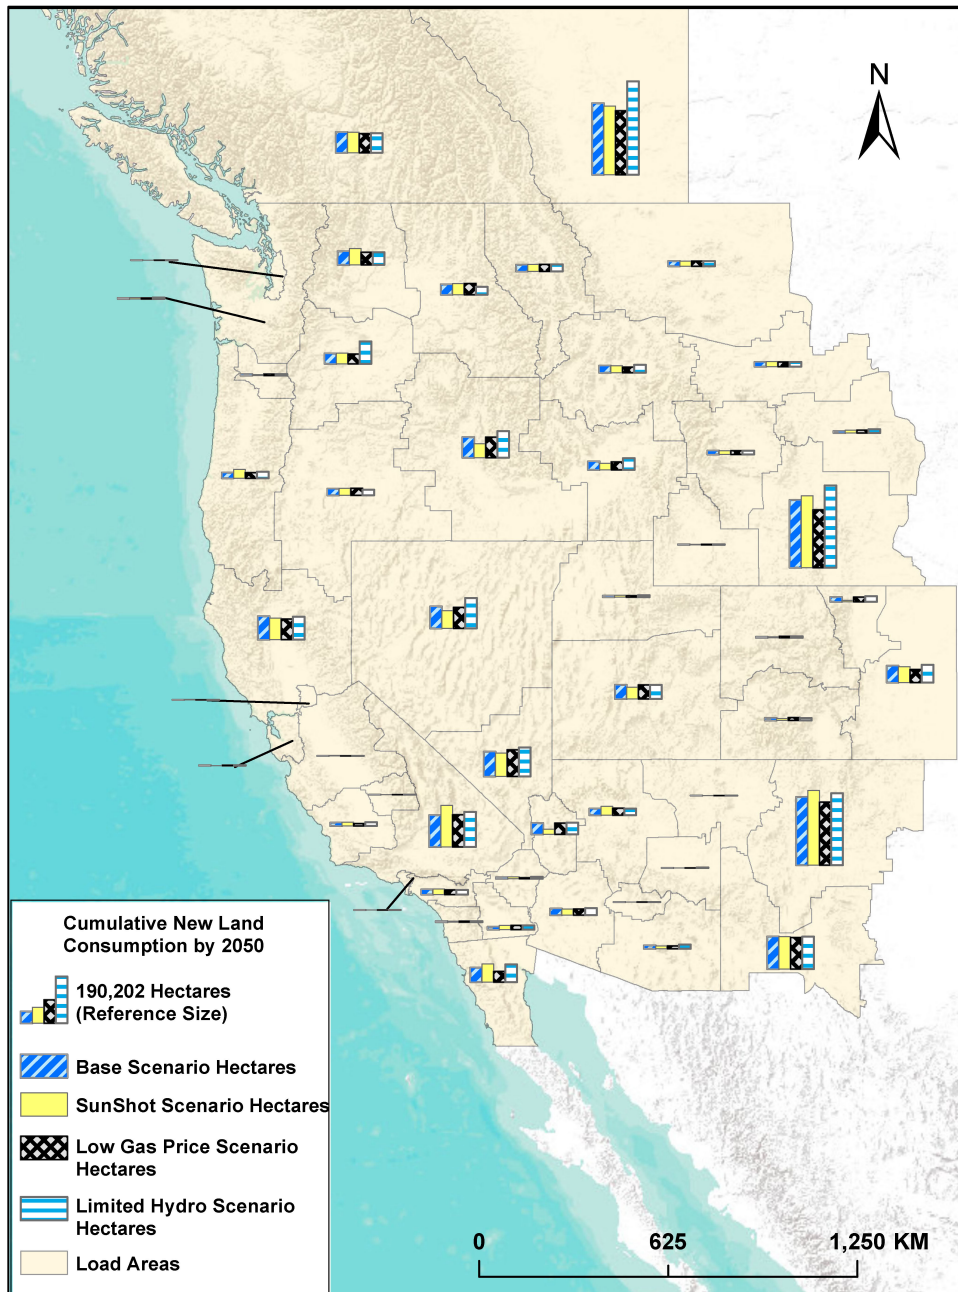 N
Cumulative New Land
Consumption by 2050
190,202 Hectares
(Reference Size)
Base Scenario Hectares
SunShot Scenario Hectares
Low Gas Price Scenario
Hectares
Limited Hydro Scenario
Hectares
Load Areas
0 625 1,250 KM